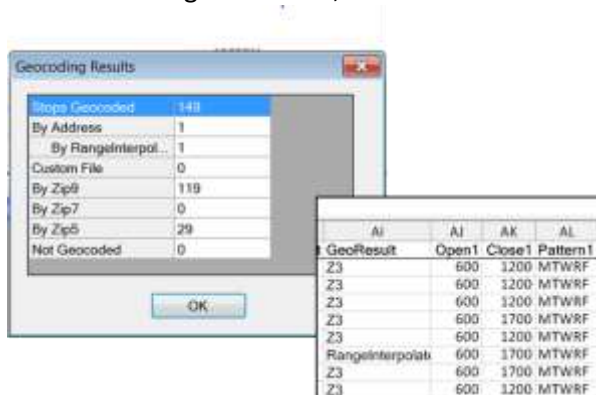 Geocoding Results
Stops Geocoded 149
By Address 1
By RangeInterpol... 1
Custom File 0
By Zip9 119
By Zip7 0
By Zip5 29
Not Geocoded 0
OK
AI AJ AK AL
GeoResult Open1 Close1 Pattern1
Z3 600 1200 MTWRF
Z3 600 1200 MTWRF
Z3 600 1200 MTWRF
Z3 600 1700 MTWRF
Z3 600 1200 MTWRF
RangeInterpolate 600 1700 MTWRF
Z3 600 1700 MTWRF
Z3 600 1200 MTWRF